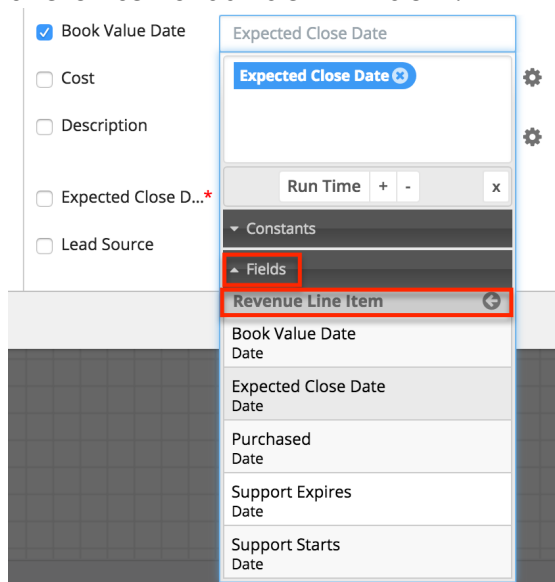 Book Value Date
Expected Close Date
Cost
Expected Close Date
Description
Run Time + - x
Expected Close D...*
Constants
Lead Source
Fields
Revenue Line Item
Book Value Date
Date
Expected Close Date
Date
Purchased
Date
Support Expires
Date
Support Starts
Date